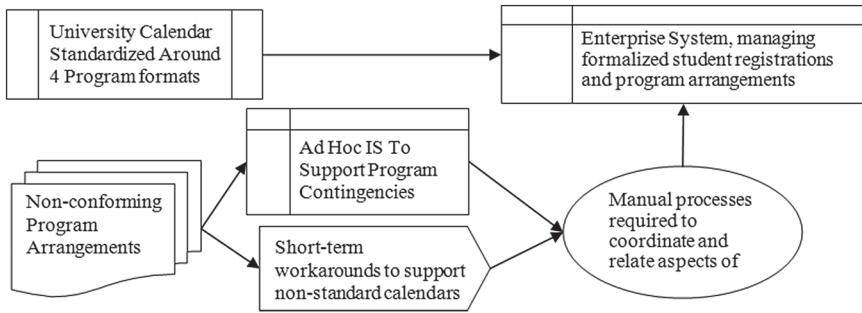 University Calendar
Standardized Around
4 Program formats
Enterprise System, managing
formalized student registrations
and program arrangements
Ad Hoc IS To
Support Program
Contingencies
Non-conforming
Program
Arrangements
Short-term
workarounds to support
non-standard calendars
Manual processes
required to
coordinate and
relate aspects of